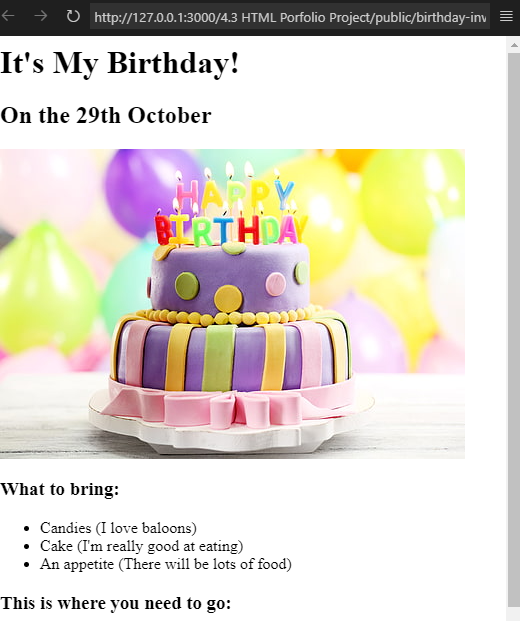 http://127.0.0.1:3000/4.3 HTML Porfolio Project/public/birthday-inv
It's My Birthday!
On the 29th October
HAPPY
BIRTHDAY
What to bring:
Candies (I love baloons)
Cake (I'm really good at eating)
An appetite (There will be lots of food)
This is where you need to go: